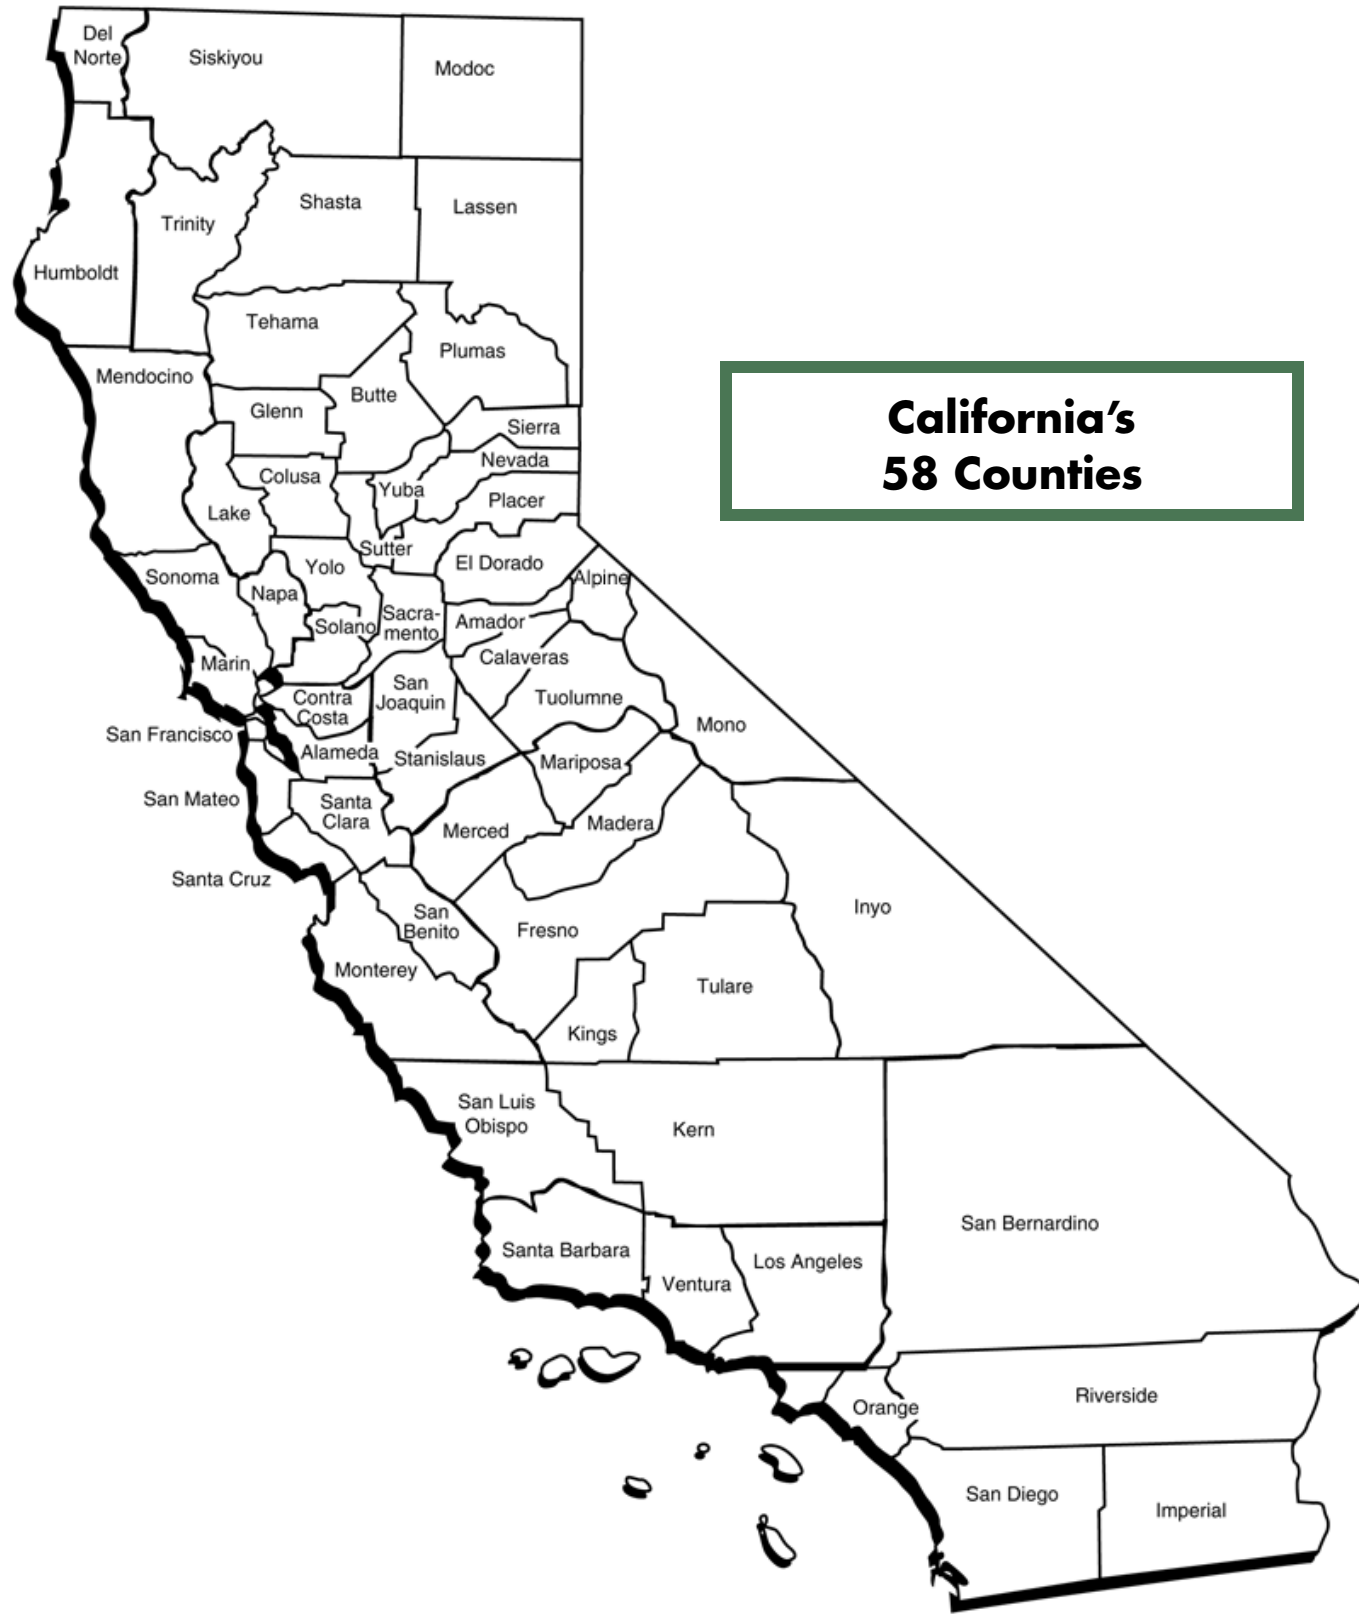 Del
Norte
Siskiyou
Modoc
Shasta
Lassen
Trinity
Humboldt
Tehama
Plumas
Mendocino
Butte
Glenn
Sierra
Nevada
Colusa
Yuba
Placer
Lake
Sutter
El Dorado
Yolo
Sonoma
Alpine
Napa
Sacra-
mento
Amador
Solano
Calaveras
Marin
San
Joaquin
Contra
Costa
Tuolumne
Mono
San Francisco
Alameda
Stanislaus
Mariposa
San Mateo
Santa
Clara
Merced
Madera
Santa Cruz
Inyo
San
Benito
Fresno
Monterey
Tulare
Kings
San Luis
Obispo
Kern
San Bernardino
Santa Barbara
Los Angeles
Ventura
Riverside
Orange
San Diego
Imperial
California’s
58 Counties